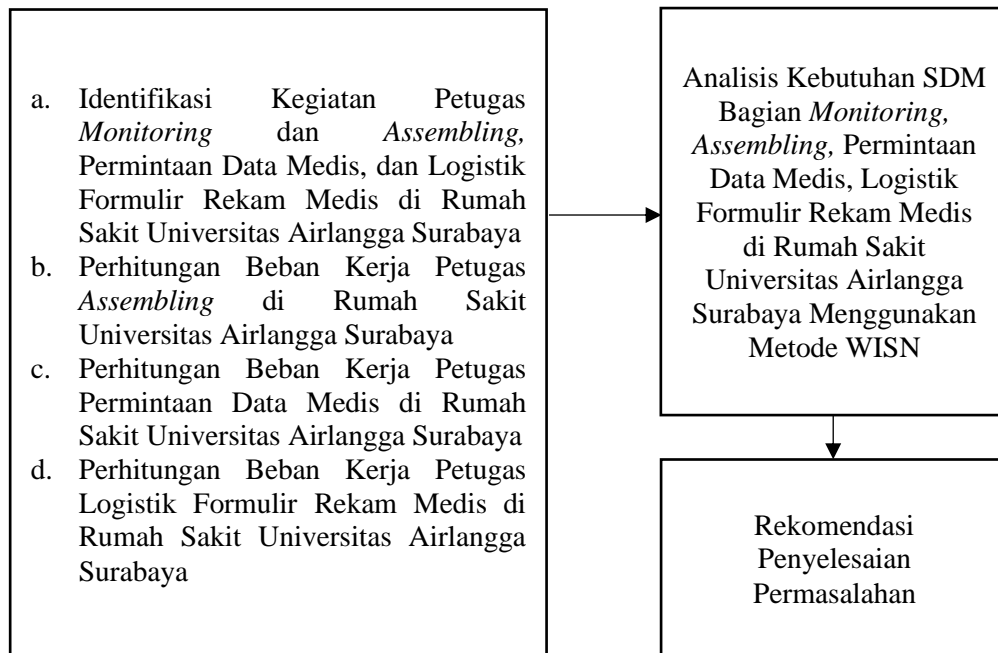 a. Identifikasi Kegiatan Petugas
Monitoring dan Assembling,
Permintaan Data Medis, dan Logistik
Formulir Rekam Medis di Rumah
Sakit Universitas Airlangga Surabaya
b. Perhitungan Beban Kerja Petugas
Assembling di Rumah Sakit
Universitas Airlangga Surabaya
c. Perhitungan Beban Kerja Petugas
Permintaan Data Medis di Rumah
Sakit Universitas Airlangga Surabaya
d. Perhitungan Beban Kerja Petugas
Logistik Formulir Rekam Medis di
Rumah Sakit Universitas Airlangga
Surabaya
Analisis Kebutuhan SDM
Bagian Monitoring,
Assembling, Permintaan
Data Medis, Logistik
Formulir Rekam Medis
di Rumah Sakit
Universitas Airlangga
Surabaya Menggunakan
Metode WISN
Rekomendasi
Penyelesaian
Permasalahan